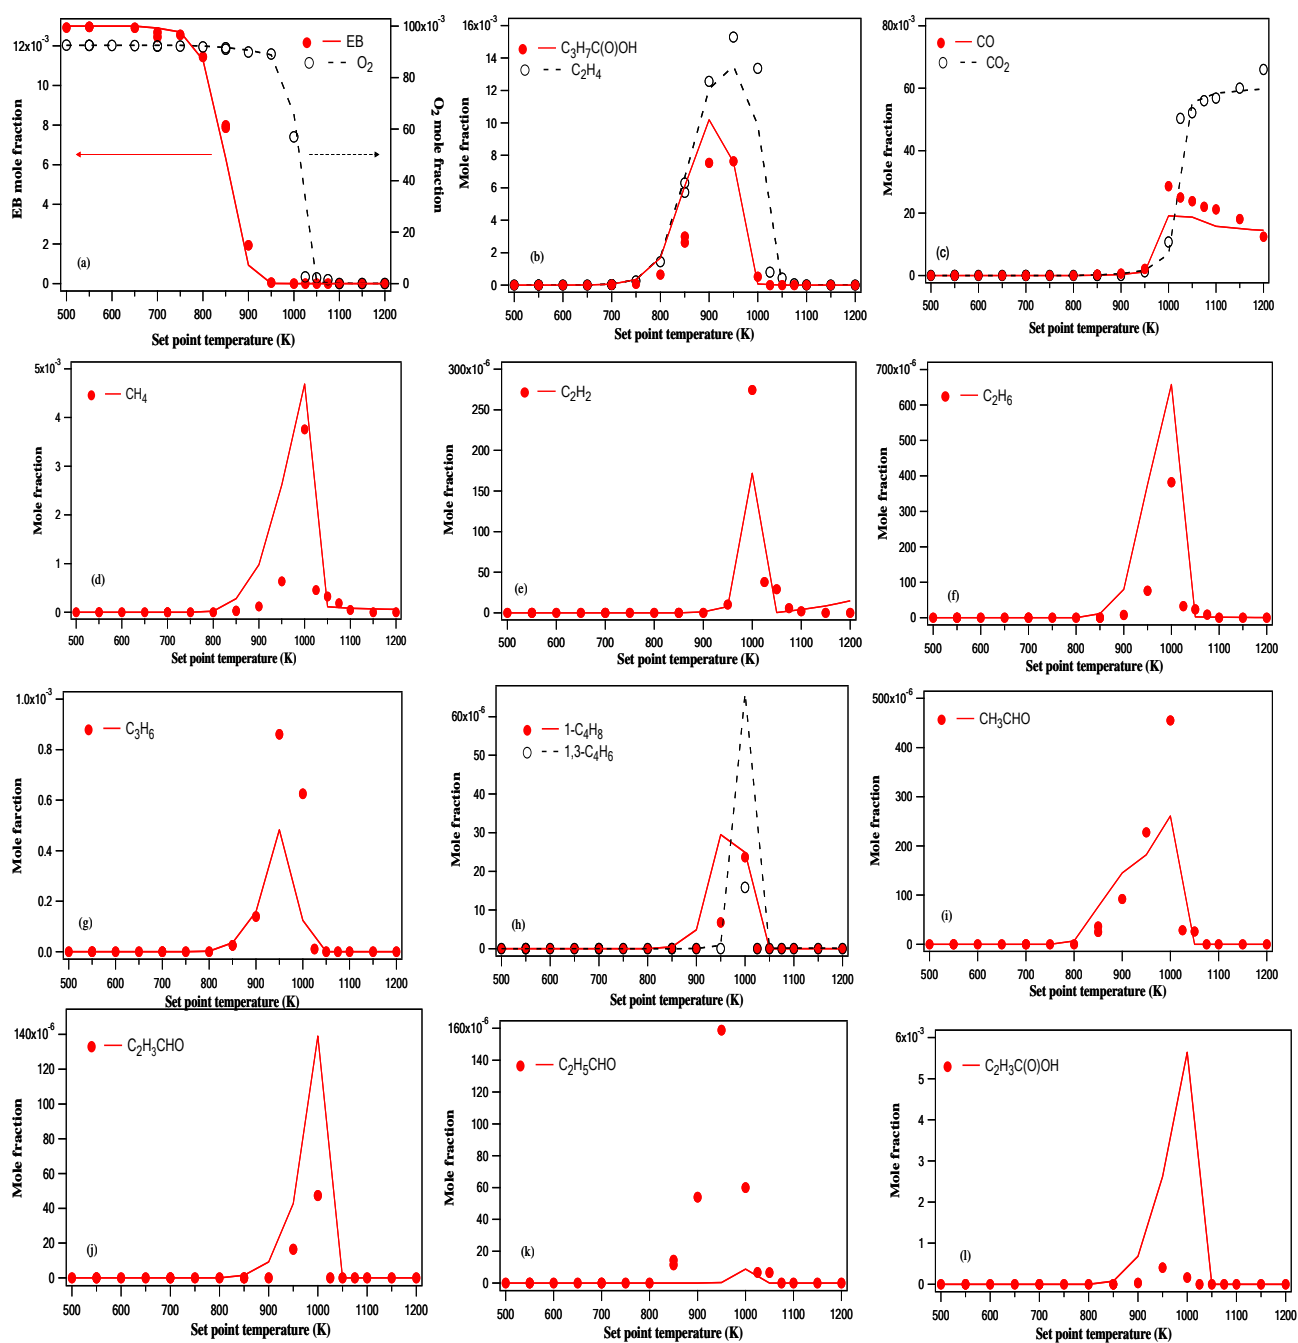 100x10⁻³
12x10⁻³
10
8
6
4
2
0
80
60
40
20
0
EB
O₂
(a)
EB mole fraction
O₂ mole fraction
500 600 700 800 900 1000 1100 1200
Set point temperature (K)
16x10⁻³
14
12
10
8
6
4
2
0
C₃H₇C(O)OH
C₂H₄
(b)
Mole fraction
500 600 700 800 900 1000 1100 1200
Set point temperature (K)
80x10⁻³
60
40
20
0
CO
CO₂
(c)
Mole fraction
500 600 700 800 900 1000 1100 1200
Set point temperature (K)
5x10⁻³
4
3
2
1
0
CH₄
(d)
Mole fraction
500 600 700 800 900 1000 1100 1200
Set point temperature (K)
300x10⁻⁶
250
200
150
100
50
0
C₂H₂
(e)
Mole fraction
500 600 700 800 900 1000 1100 1200
Set point temperature (K)
700x10⁻⁶
600
500
400
300
200
100
0
C₂H₆
(f)
Mole fraction
500 600 700 800 900 1000 1100 1200
Set point temperature (K)
1.0x10⁻³
0.8
0.6
0.4
0.2
0.0
C₃H₆
(g)
Mole farction
500 600 700 800 900 1000 1100 1200
Set point temperature (K)
60x10⁻⁶
50
40
30
20
10
0
1-C₄H₈
1,3-C₄H₆
(h)
Mole fraction
500 600 700 800 900 1000 1100 1200
Set point temperature (K)
500x10⁻⁶
400
300
200
100
0
CH₃CHO
(i)
Mole fraction
500 600 700 800 900 1000 1100 1200
Set point temperature (K)
140x10⁻⁶
120
100
80
60
40
20
0
C₂H₃CHO
(j)
Mole fraction
500 600 700 800 900 1000 1100 1200
Set point temperature (K)
160x10⁻⁶
140
120
100
80
60
40
20
0
C₂H₅CHO
(k)
Mole fraction
500 600 700 800 900 1000 1100 1200
Set point temperature (K)
6x10⁻³
5
4
3
2
1
0
C₂H₃C(O)OH
(l)
Mole fraction
500 600 700 800 900 1000 1100 1200
Set point temperature (K)